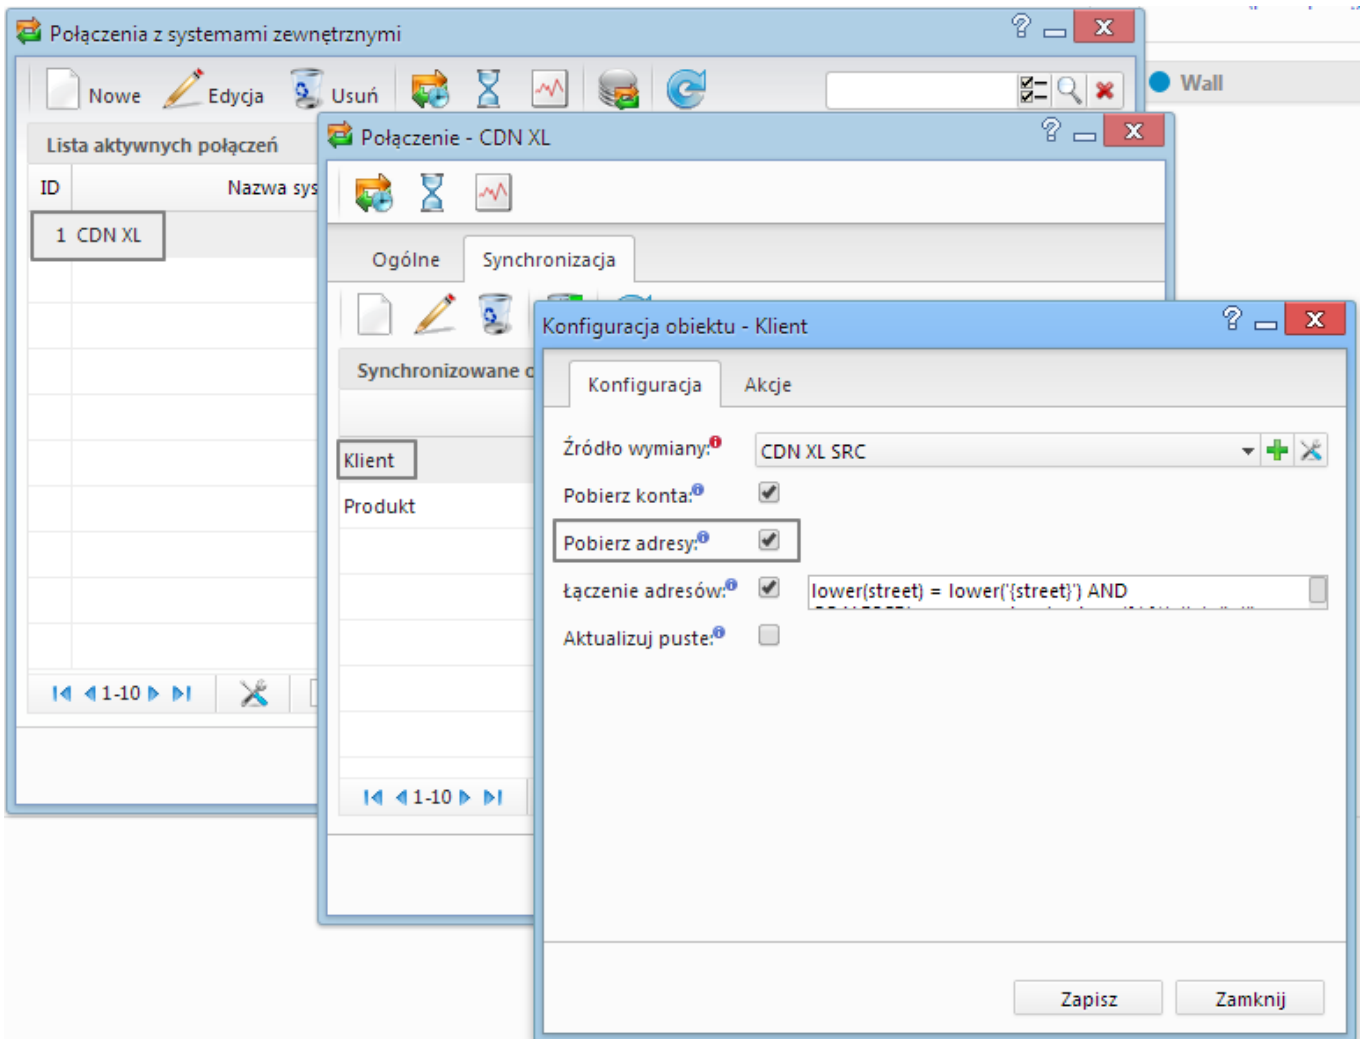 Połączenia z systemami zewnętrznymi
Nowe Edycja Usuń
Wall
Lista aktywnych połączeń
ID Nazwa sys
1 CDN XL
1-10
Połączenie - CDN XL
Ogólne Synchronizacja
Synchronizowane o
Klient
Produkt
1-10
Konfiguracja obiektu - Klient
Konfiguracja Akcje
Źródło wymiany: CDN XL SRC
Pobierz konta:
Pobierz adresy:
Łączenie adresów: lower(street) = lower('{street}') AND
Aktualizuj puste:
Zapisz Zamknij